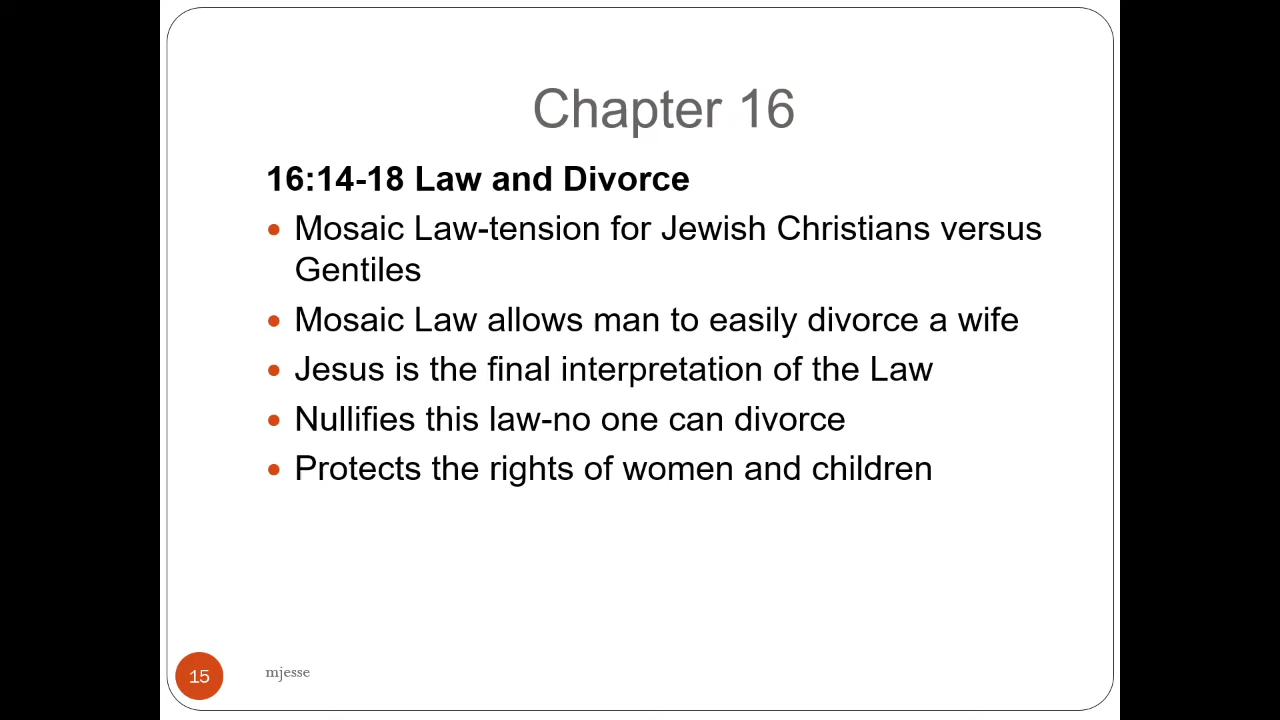 Chapter 16
16:14-18 Law and Divorce
• Mosaic Law-tension for Jewish Christians versus
Gentiles
• Mosaic Law allows man to easily divorce a wife
• Jesus is the final interpretation of the Law
• Nullifies this law-no one can divorce
• Protects the rights of women and children
15
mjesse